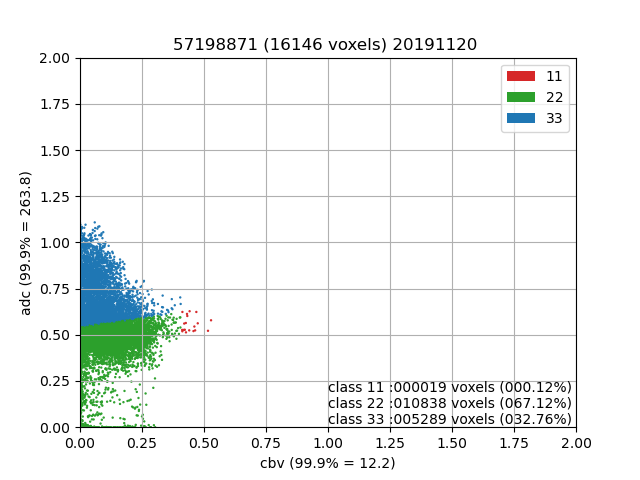 57198871 (16146 voxels) 20191120
2.00
1.75
1.50
1.25
1.00
0.75
0.50
0.25
0.00
adc (99.9% = 263.8)
11
22
33
class 11 :000019 voxels (000.12%)
class 22 :010838 voxels (067.12%)
class 33 :005289 voxels (032.76%)
0.00 0.25 0.50 0.75 1.00 1.25 1.50 1.75 2.00
cbv (99.9% = 12.2)